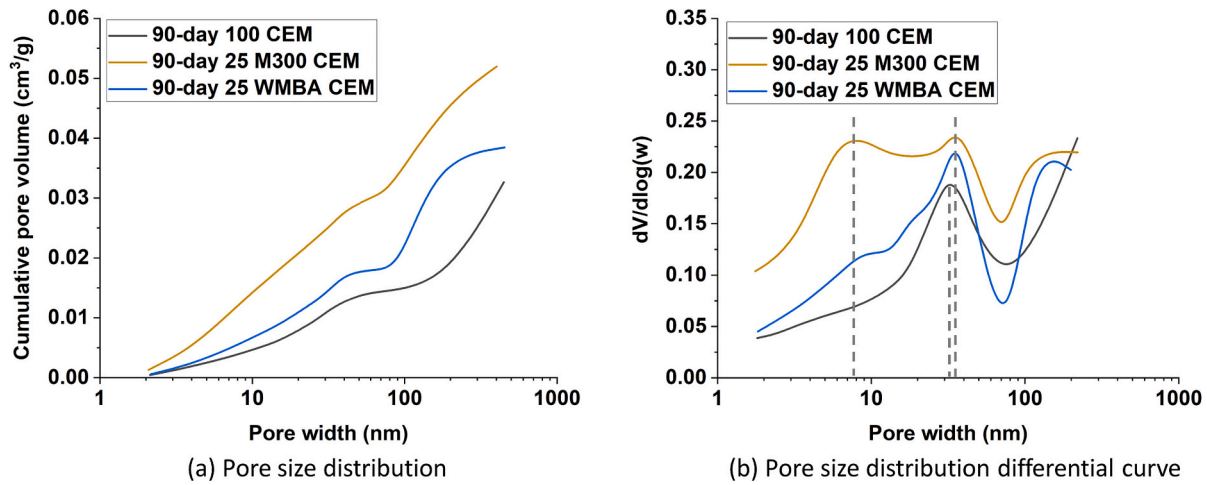 90-day 100 CEM
90-day 25 M300 CEM
90-day 25 WMBA CEM
Cumulative pore volume (cm³/g)
0.06
0.05
0.04
0.03
0.02
0.01
0.00
1
10
100
1000
Pore width (nm)
(a) Pore size distribution
90-day 100 CEM
90-day 25 M300 CEM
90-day 25 WMBA CEM
dV/dlog(w)
0.35
0.30
0.25
0.20
0.15
0.10
0.05
0.00
1
10
100
1000
Pore width (nm)
(b) Pore size distribution differential curve